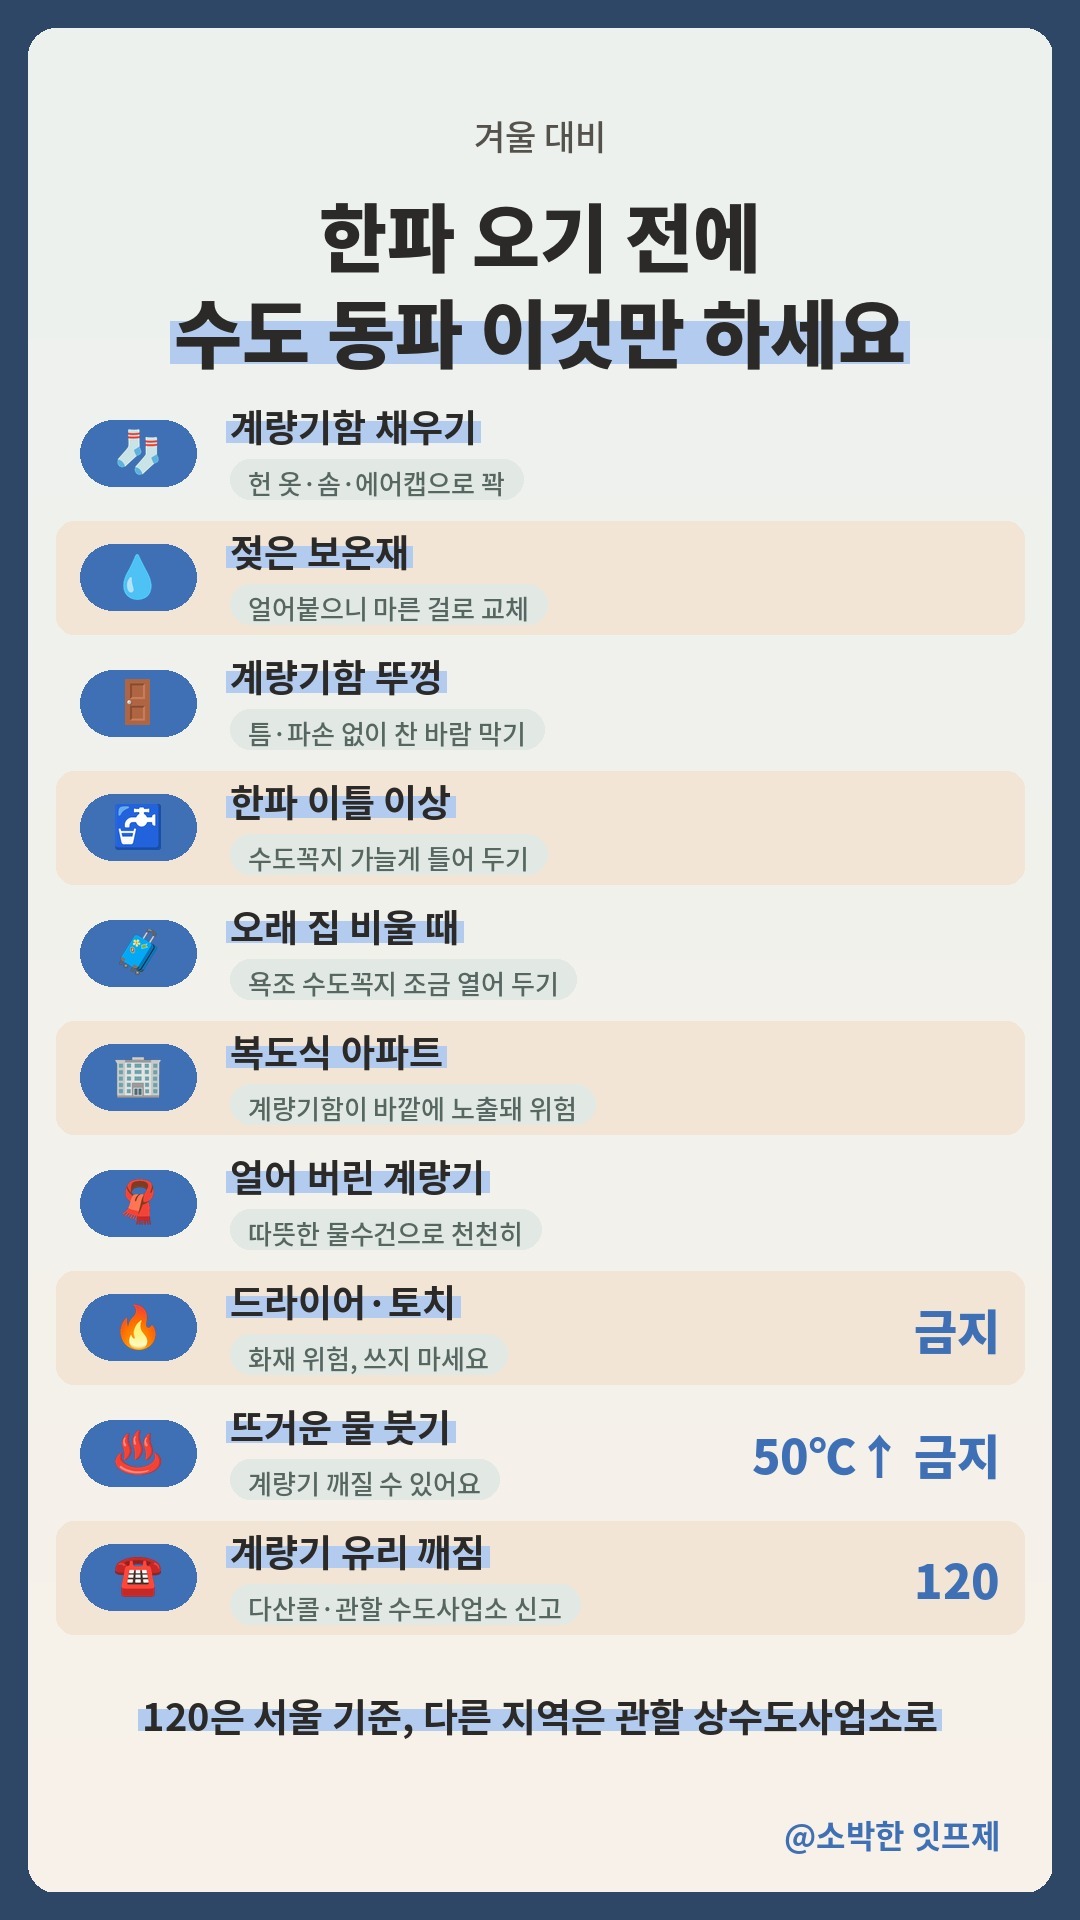 겨울 대비
한파 오기 전에
수도 동파 이것만 하세요
계량기함 채우기
헌 옷·솜·에어캡으로 꽉
젖은 보온재
얼어붙으니 마른 걸로 교체
계량기함 뚜껑
틈·파손 없이 찬 바람 막기
한파 이틀 이상
수도꼭지 가늘게 틀어 두기
오래 집 비울 때
욕조 수도꼭지 조금 열어 두기
복도식 아파트
계량기함이 바깥에 노출돼 위험
얼어 버린 계량기
따뜻한 물수건으로 천천히
드라이어·토치
화재 위험, 쓰지 마세요
금지
뜨거운 물 붓기
계량기 깨질 수 있어요
50℃↑ 금지
계량기 유리 깨짐
다산콜·관할 수도사업소 신고
120
120은 서울 기준, 다른 지역은 관할 상수도사업소로
@소박한 잇프제